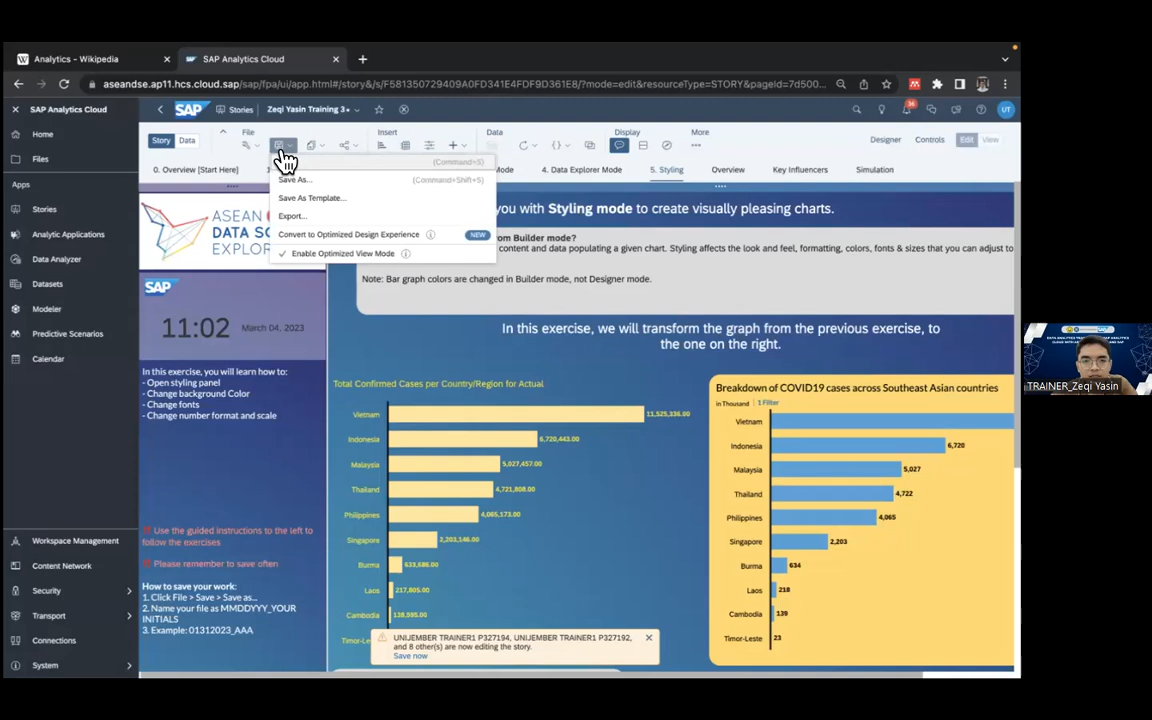 Analytics - Wikipedia
SAP Analytics Cloud
aseandse.ap11.hcs.cloud.sap/sap/fpa/ui/app.html#/story&/s/F581350729409A0FD341E4FDF9D361E8/?mode=edit&resourceType=STORY&pageId=7d500...
SAP Analytics Cloud
SAP
Stories
Zeqi Yasin Training 3+
36
UT
Home
Files
Apps
Stories
Analytic Applications
Data Analyzer
Datasets
Modeler
Predictive Scenarios
Calendar
Workspace Management
Content Network
Security
Transport
Connections
System
Story
Data
File
Insert
Data
Display
More
Designer
Controls
Edit
View
0. Overview [Start Here]
Mode
4. Data Explorer Mode
5. Styling
Overview
Key Influencers
Simulation
(Command+S)
Save As...
(Command+Shift+S)
Save As Template...
Export...
Convert to Optimized Design Experience
NEW
Enable Optimized View Mode
ASEAN
DATA SC
EXPLOR
SAP
11:02
March 04, 2023
In this exercise, you will learn how to:
- Open styling panel
- Change background Color
- Change fonts
- Change number format and scale
Use the guided instructions to the left to
follow the exercises
Please remember to save often
How to save your work:
1. Click File > Save > Save as...
2. Name your file as MMDDYYY_YOUR
INITIALS
3. Example: 01312023_AAA
you with Styling mode to create visually pleasing charts.
rom Builder mode?
content and data populating a given chart. Styling affects the look and feel, formatting, colors, fonts & sizes that you can adjust to
Note: Bar graph colors are changed in Builder mode, not Designer mode.
In this exercise, we will transform the graph from the previous exercise, to
the one on the right.
Total Confirmed Cases per Country/Region for Actual
Vietnam
11,525,336.00
Indonesia
6,720,443.00
Malaysia
5,027,457.00
Thailand
4,721,808.00
Philippines
4,065,173.00
Singapore
2,203,146.00
Burma
633,686.00
Laos
217,805.00
Cambodia
138,595.00
Timor-Le
UNIJEMBER TRAINER1 P327194, UNIJEMBER TRAINER1 P327192,
and 8 other(s) are now editing the story.
Save now
Breakdown of COVID19 cases across Southeast Asian countries
in Thousand
1 Filter
Vietnam
Indonesia
6,720
Malaysia
5,027
Thailand
4,722
Philippines
4,065
Singapore
2,203
Burma
634
Laos
218
Cambodia
139
Timor-Leste
23
TRAINER_Zeqi Yasin